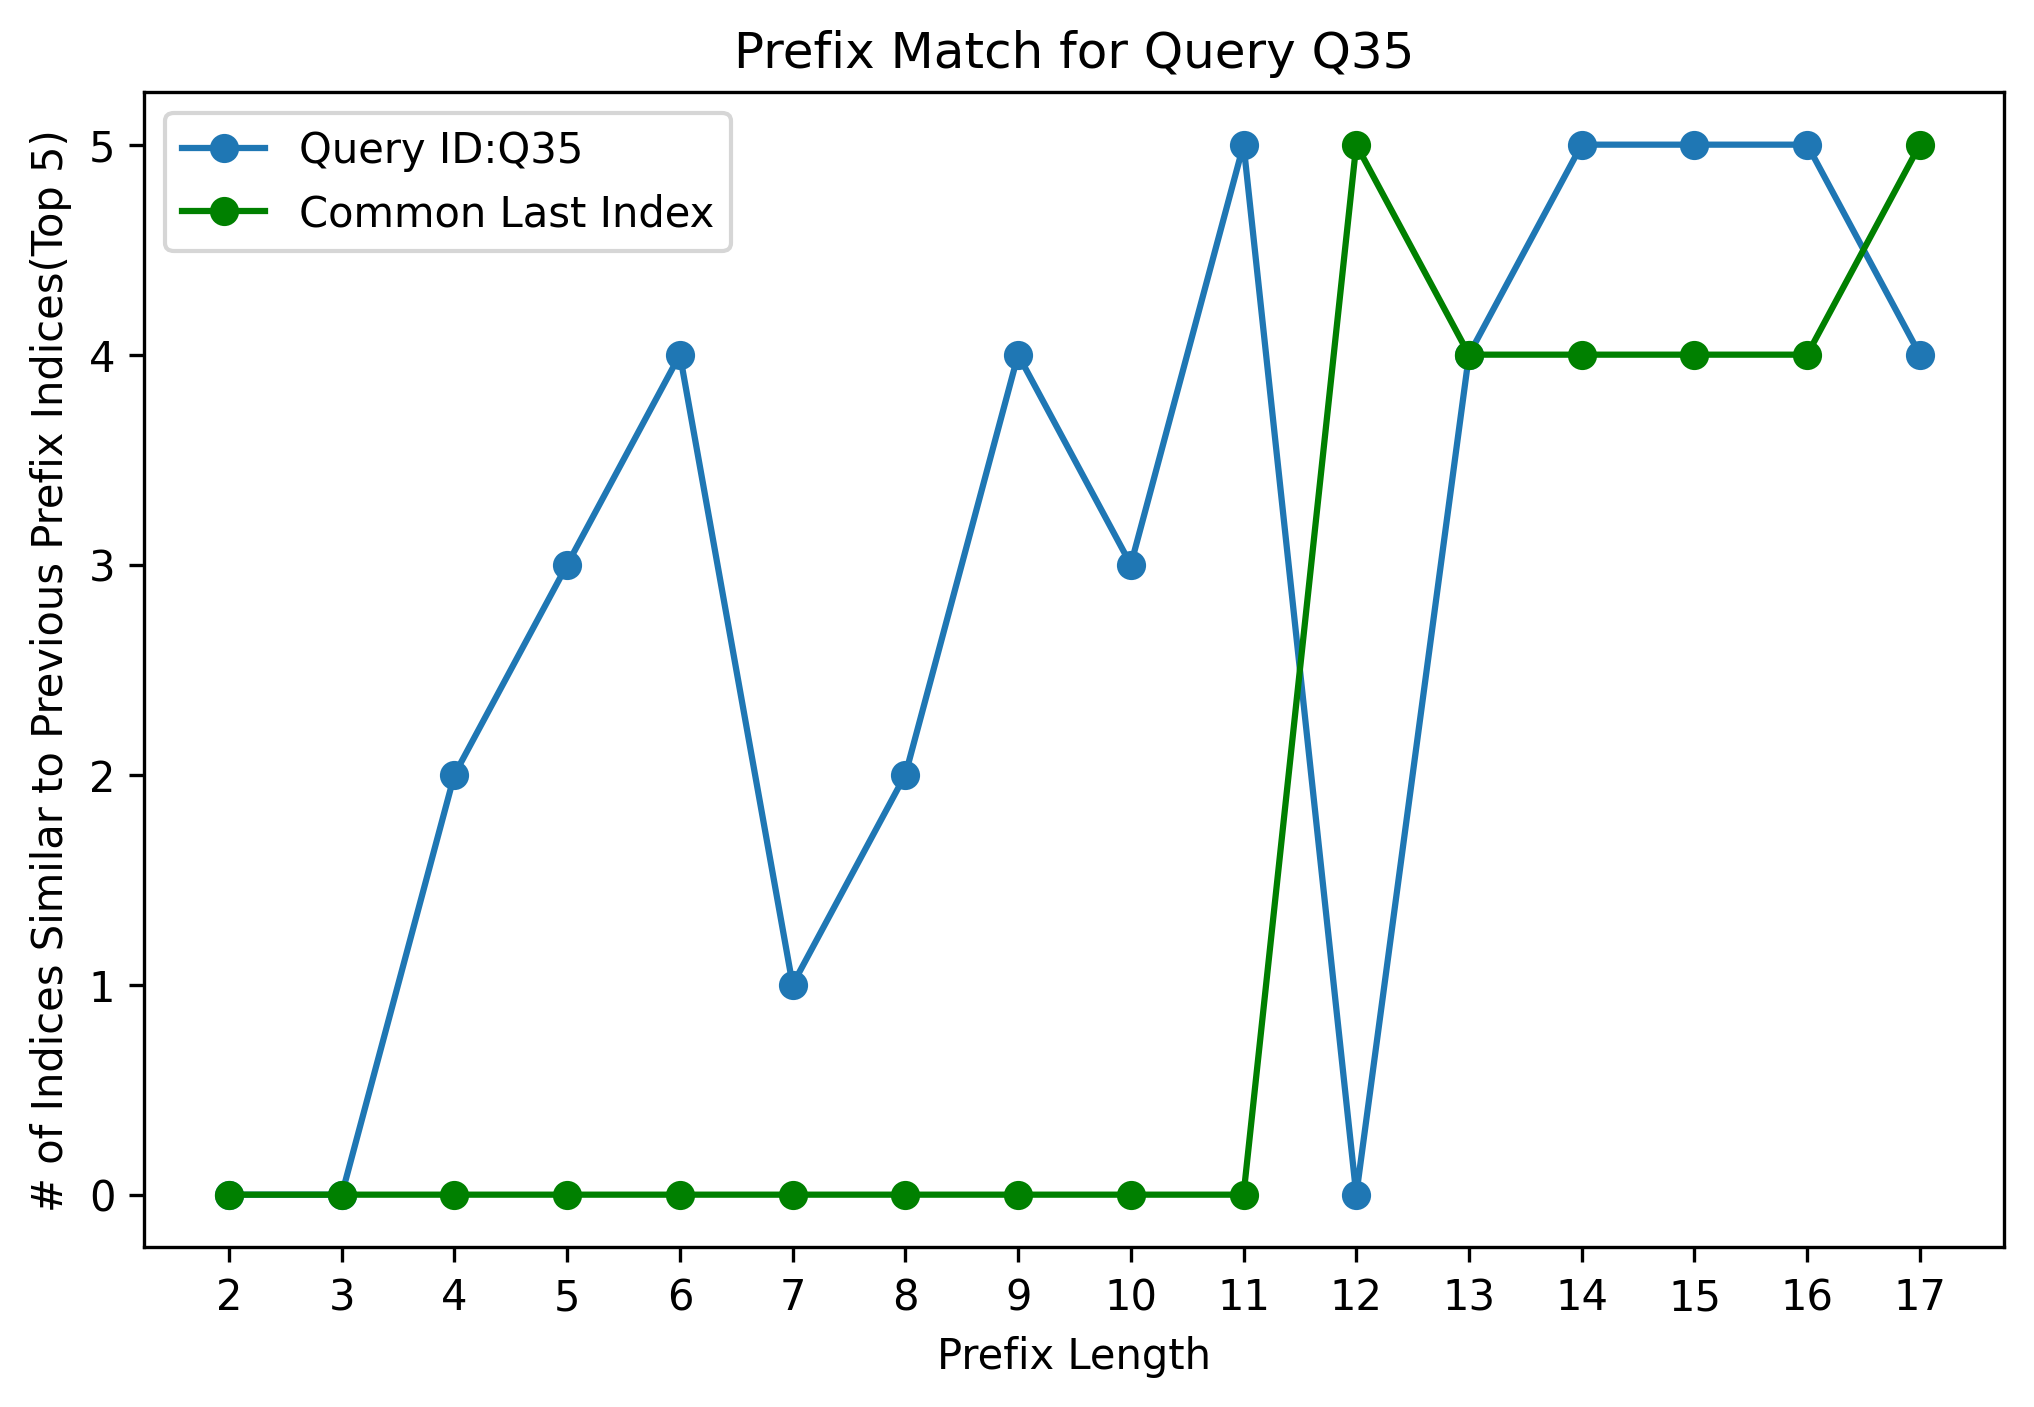 Prefix Match for Query Q35
Query ID:Q35
Common Last Index
# of Indices Similar to Previous Prefix Indices(Top 5)
5
4
3
2
1
0
2 3 4 5 6 7 8 9 10 11 12 13 14 15 16 17
Prefix Length